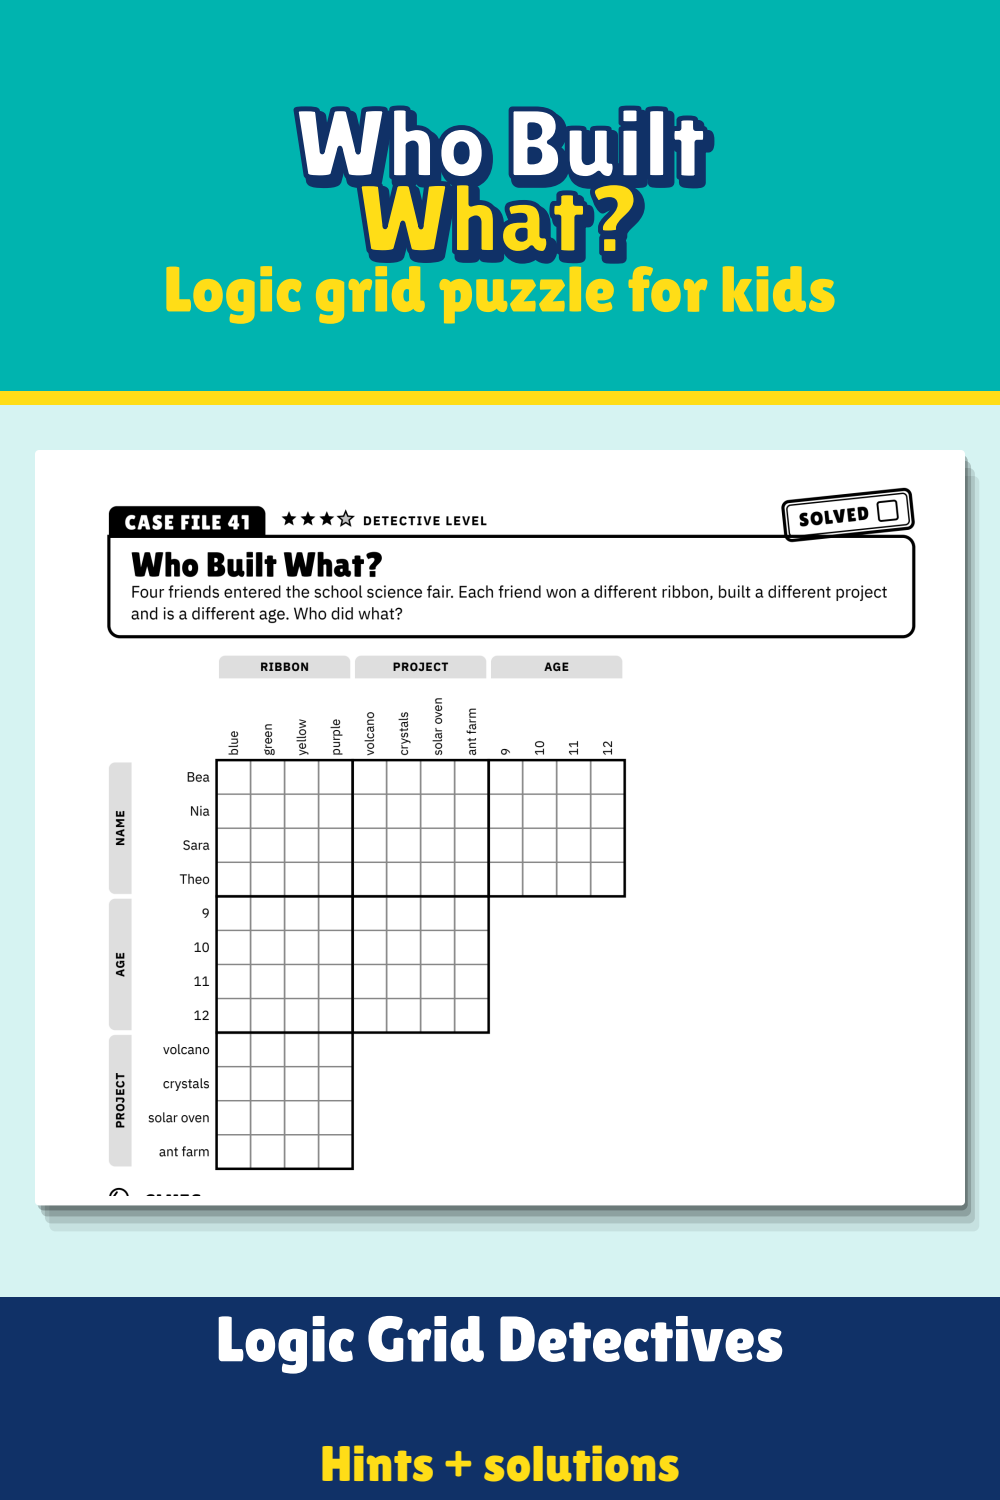 Who Built
What?
Logic grid puzzle for kids
CASE FILE 41
DETECTIVE LEVEL
SOLVED
Who Built What?
Four friends entered the school science fair. Each friend won a different ribbon, built a different project
and is a different age. Who did what?
RIBBON PROJECT AGE
blue green yellow purple volcano crystals solar oven ant farm 9 10 11 12
NAME
Bea
Nia
Sara
Theo
AGE
9
10
11
12
PROJECT
volcano
crystals
solar oven
ant farm
Logic Grid Detectives
Hints + solutions